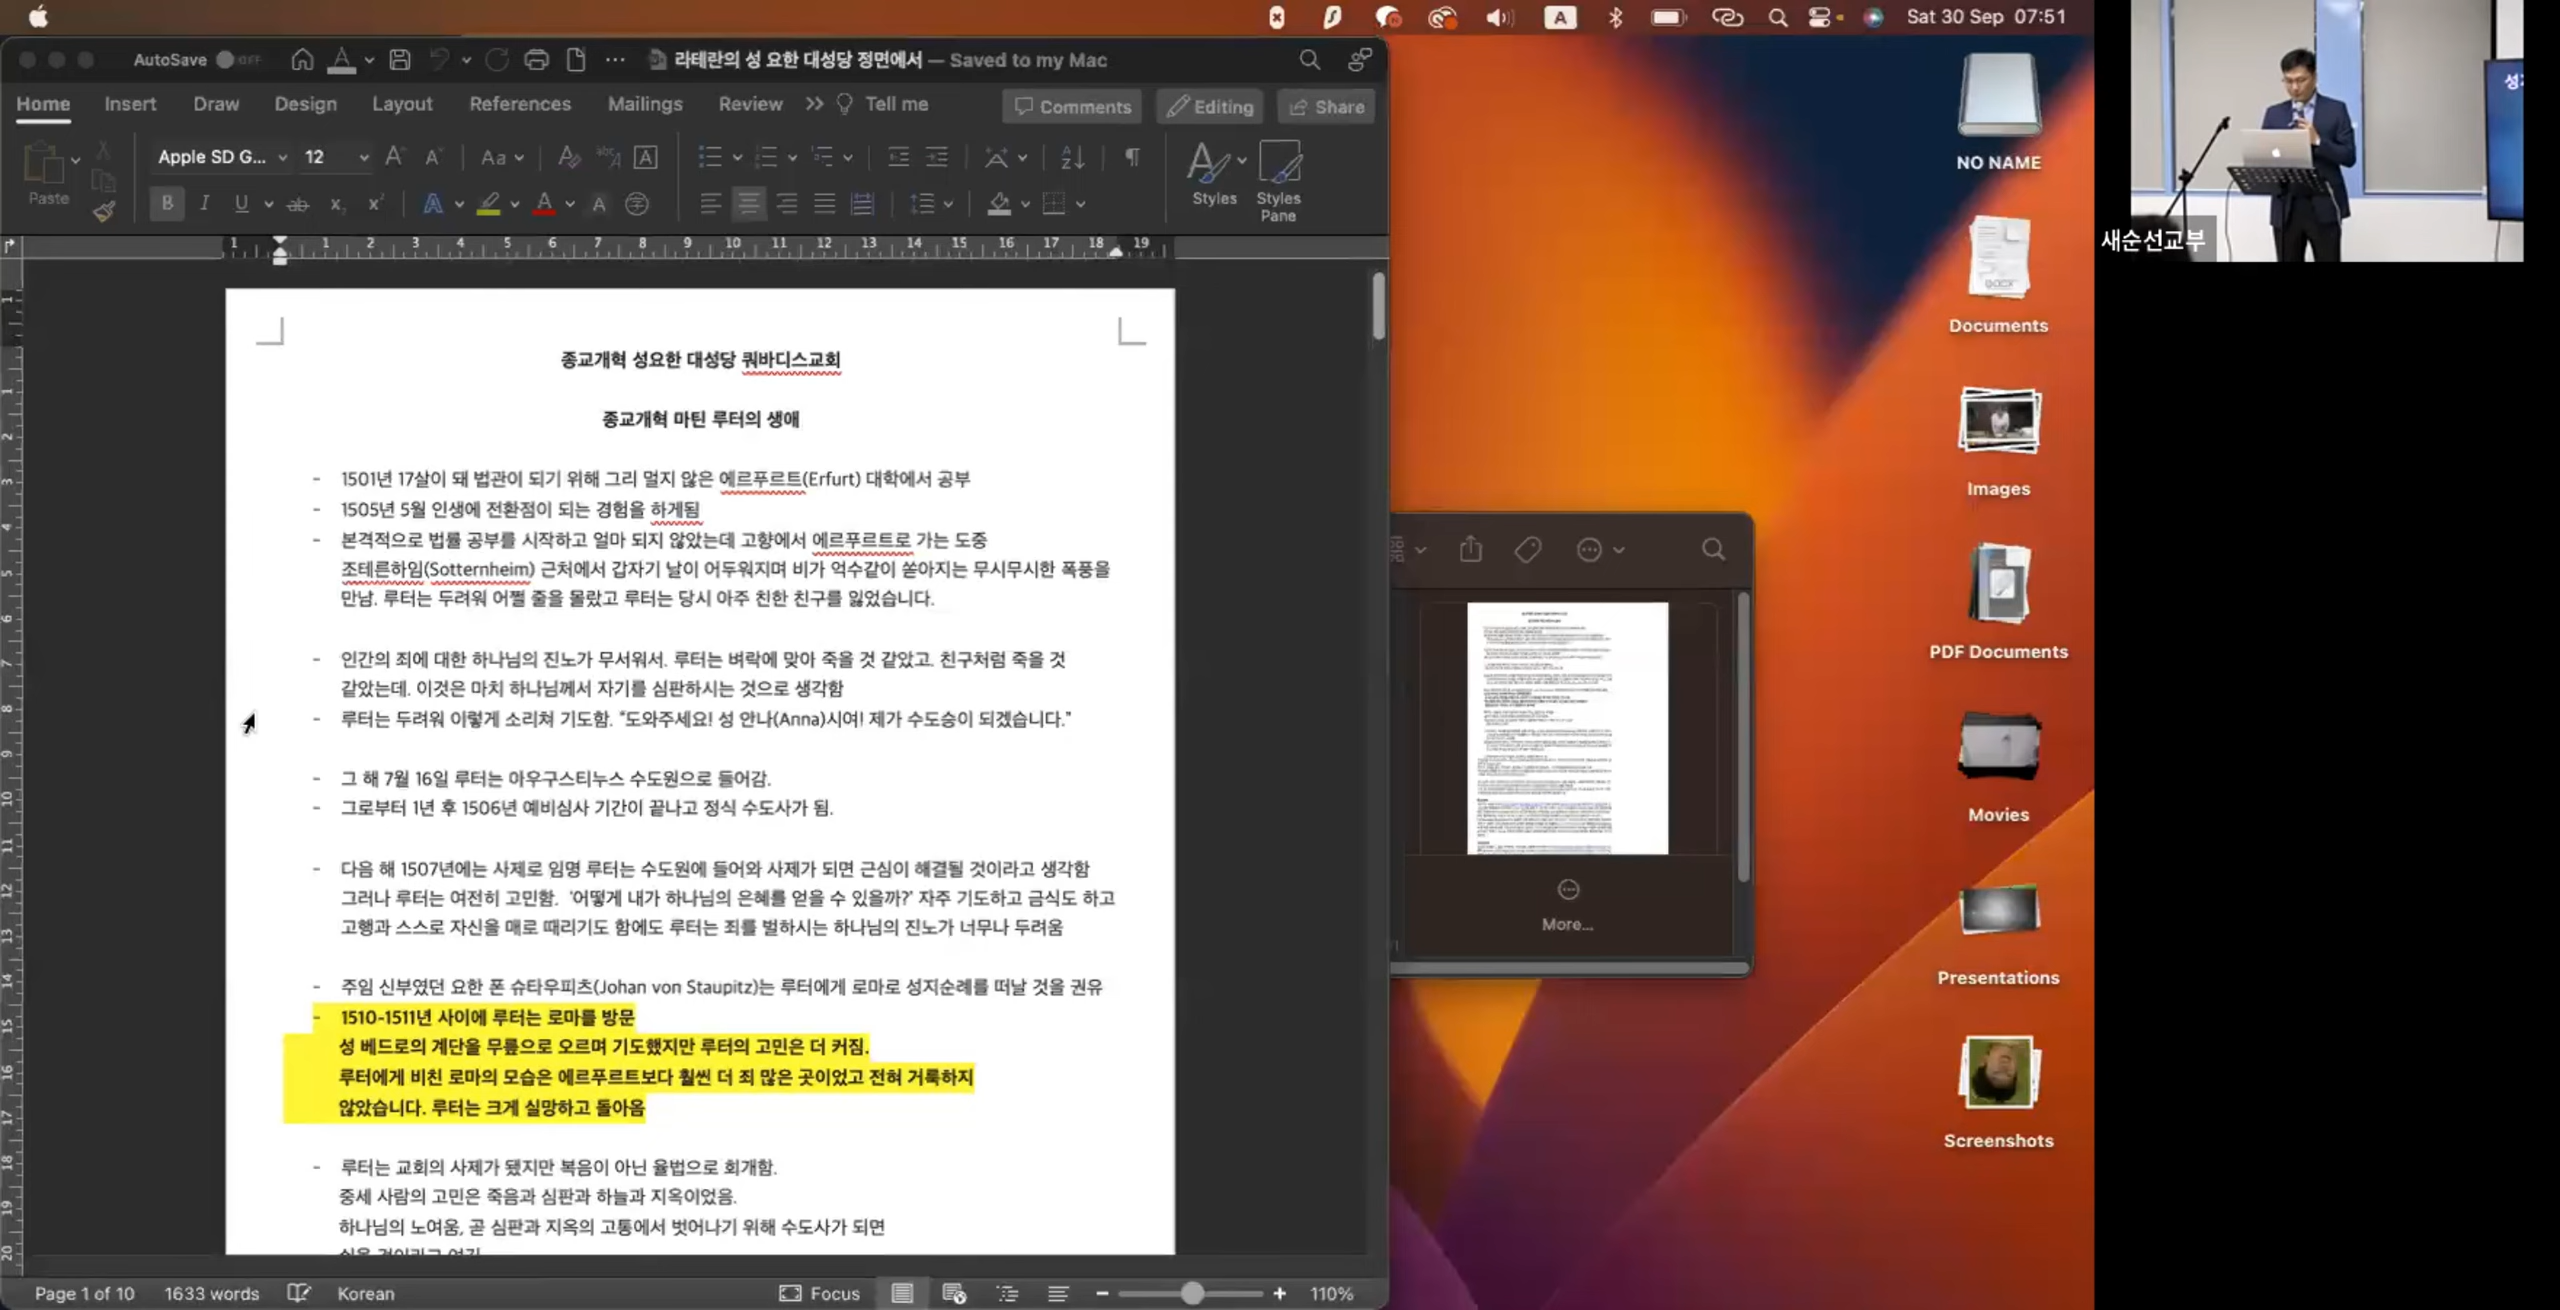 Sat 30 Sep 07:51
AutoSave OFF
라테란의 성 요한 대성당 정면에서 — Saved to my Mac
Home Insert Draw Design Layout References Mailings Review Tell me
Comments Editing Share
Paste
Apple SD G... 12
Styles Styles Pane
1 1 2 3 4 5 6 7 8 9 10 11 12 13 14 15 16 17 18 19
종교개혁 성요한 대성당 쿼바디스교회
종교개혁 마틴 루터의 생애
- 1501년 17살이 돼 법관이 되기 위해 그리 멀지 않은 에르푸르트(Erfurt) 대학에서 공부
- 1505년 5월 인생에 전환점이 되는 경험을 하게됨
- 본격적으로 법률 공부를 시작하고 얼마 되지 않았는데 고향에서 에르푸르트로 가는 도중
조테른하임(Sotternheim) 근처에서 갑자기 날이 어두워지며 비가 억수같이 쏟아지는 무시무시한 폭풍을
만남. 루터는 두려워 어쩔 줄을 몰랐고 루터는 당시 아주 친한 친구를 잃었습니다.
- 인간의 죄에 대한 하나님의 진노가 무서워서. 루터는 벼락에 맞아 죽을 것 같았고. 친구처럼 죽을 것
같았는데. 이것은 마치 하나님께서 자기를 심판하시는 것으로 생각함
- 루터는 두려워 이렇게 소리쳐 기도함. “도와주세요! 성 안나(Anna)시여! 제가 수도승이 되겠습니다.”
- 그 해 7월 16일 루터는 아우구스티누스 수도원으로 들어감.
- 그로부터 1년 후 1506년 예비심사 기간이 끝나고 정식 수도사가 됨.
- 다음 해 1507년에는 사제로 임명 루터는 수도원에 들어와 사제가 되면 근심이 해결될 것이라고 생각함
그러나 루터는 여전히 고민함. ‘어떻게 내가 하나님의 은혜를 얻을 수 있을까?’ 자주 기도하고 금식도 하고
고행과 스스로 자신을 매로 때리기도 함에도 루터는 죄를 벌하시는 하나님의 진노가 너무나 두려움
- 주임 신부였던 요한 폰 슈타우피츠(Johan von Staupitz)는 루터에게 로마로 성지순례를 떠날 것을 권유
- 1510-1511년 사이에 루터는 로마를 방문
성 베드로의 계단을 무릎으로 오르며 기도했지만 루터의 고민은 더 커짐.
루터에게 비친 로마의 모습은 에르푸르트보다 훨씬 더 죄 많은 곳이었고 전혀 거룩하지
않았습니다. 루터는 크게 실망하고 돌아옴
- 루터는 교회의 사제가 됐지만 복음이 아닌 율법으로 회개함.
중세 사람의 고민은 죽음과 심판과 하늘과 지옥이었음.
하나님의 노여움, 곧 심판과 지옥의 고통에서 벗어나기 위해 수도사가 되면
Page 1 of 10 1633 words Korean Focus 110%
More...
NO NAME
Documents
Images
PDF Documents
Movies
Presentations
Screenshots
새순선교부